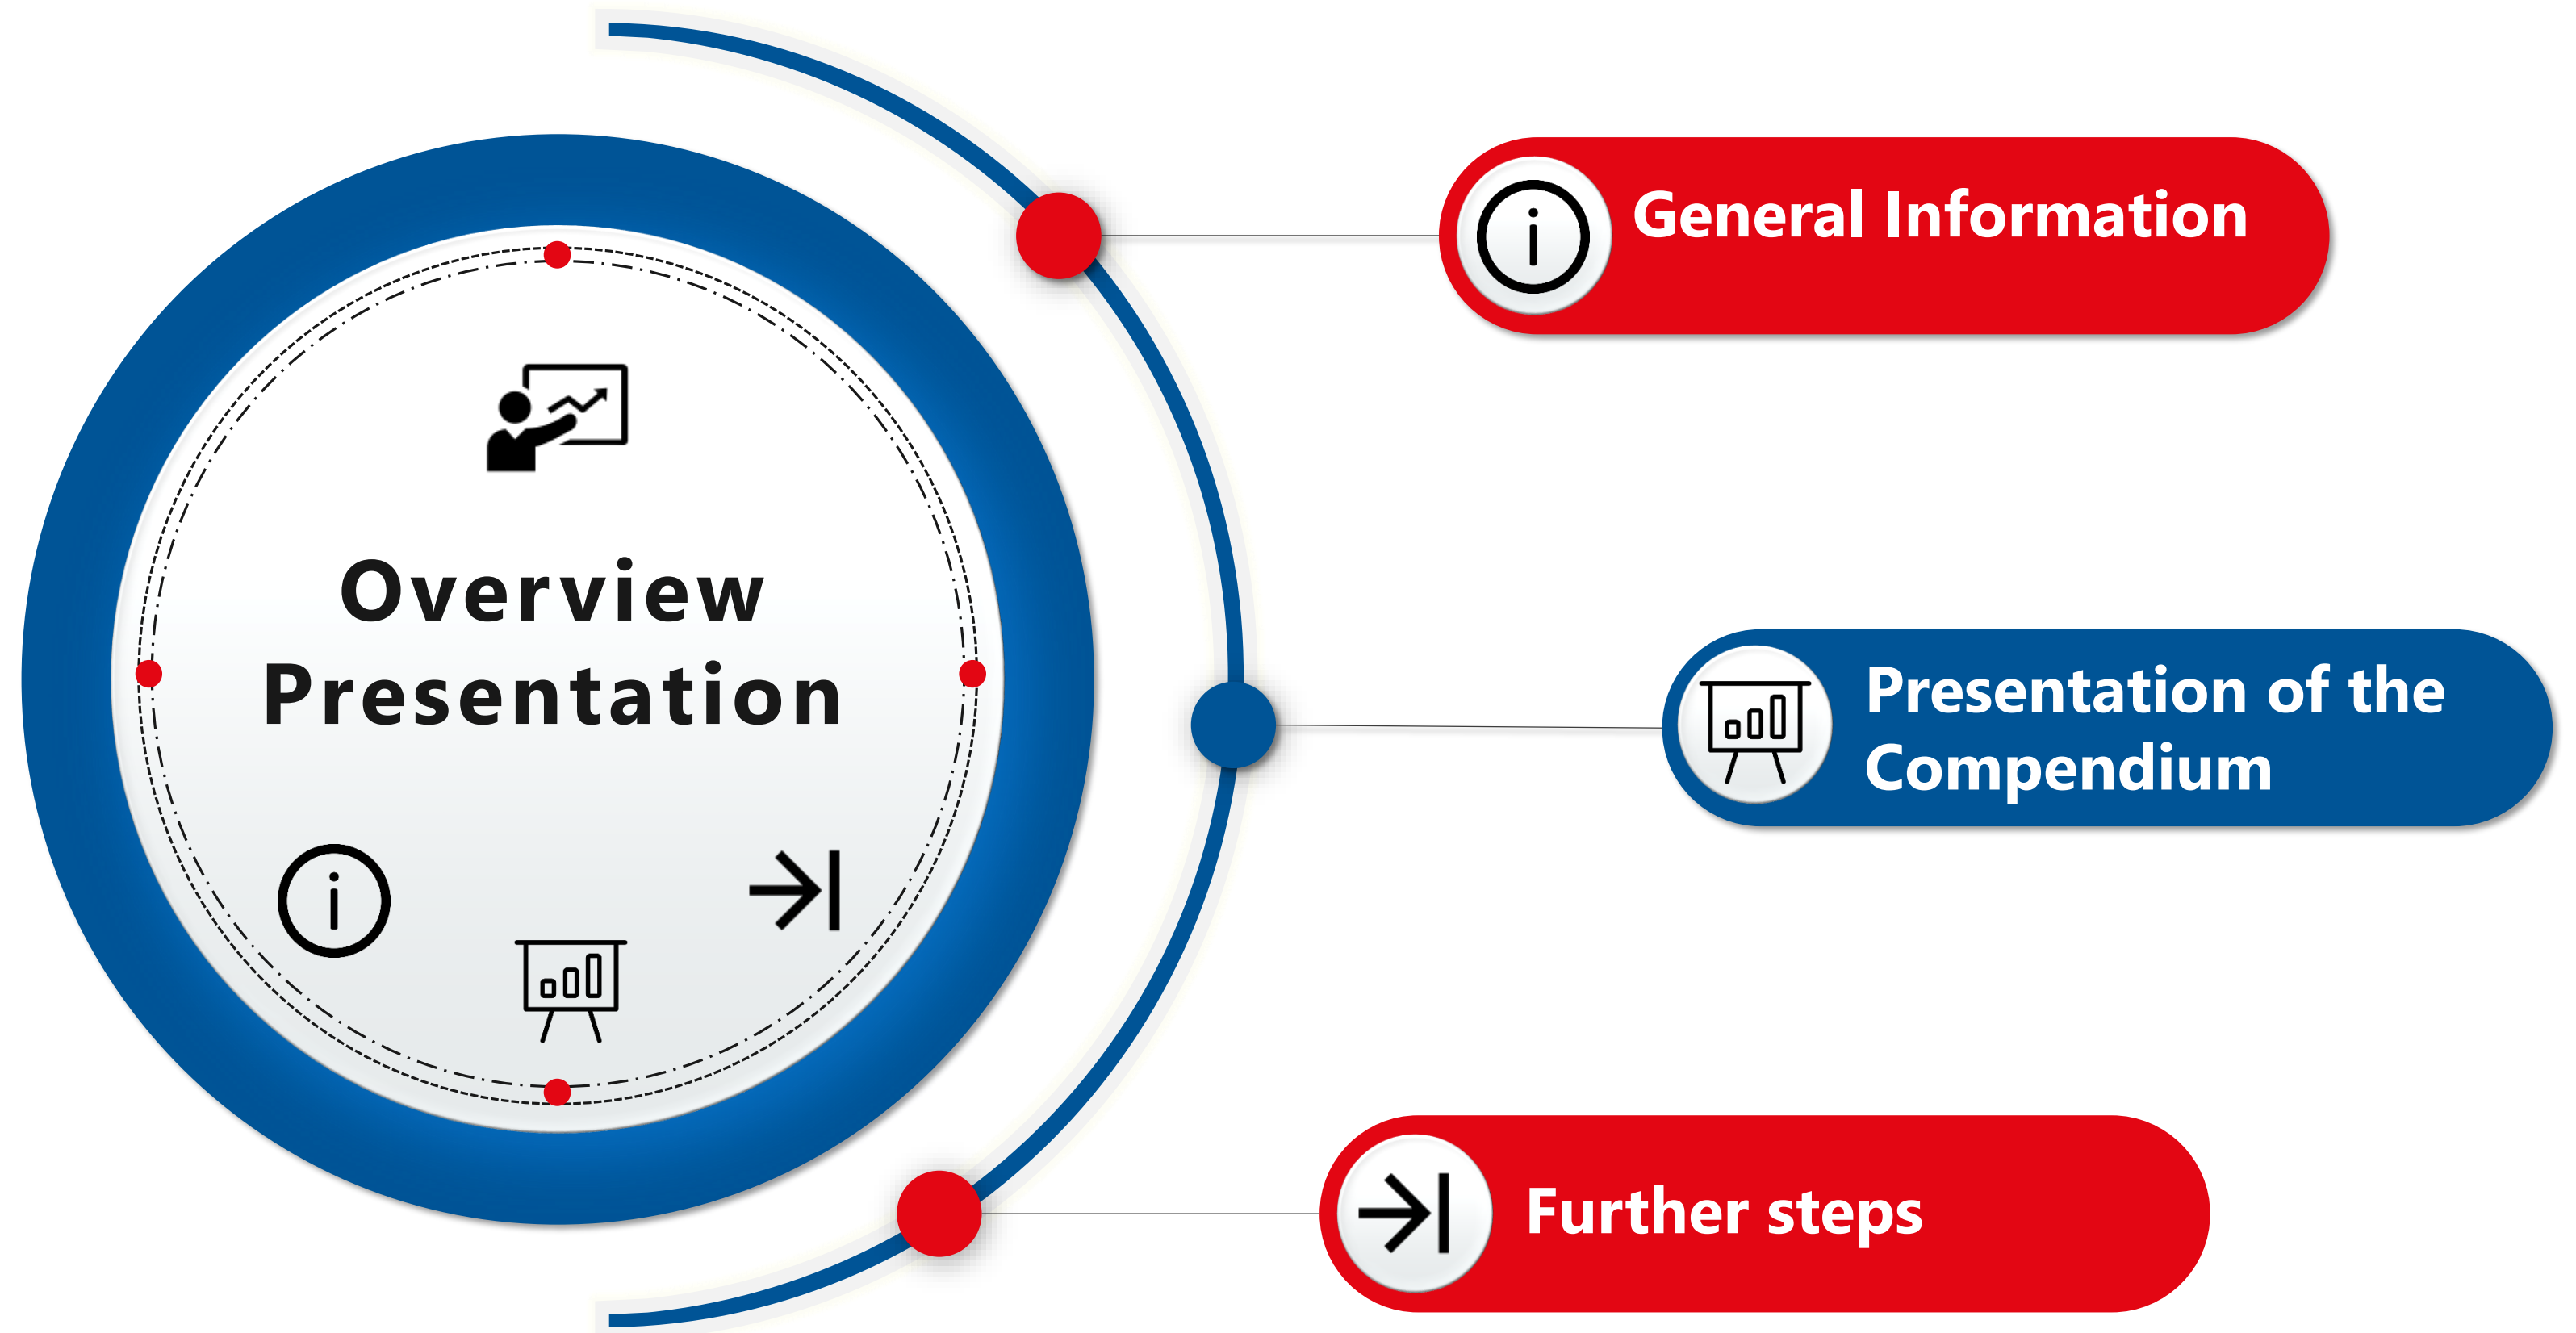 Overview
Presentation
General Information
Presentation of the
Compendium
Further steps